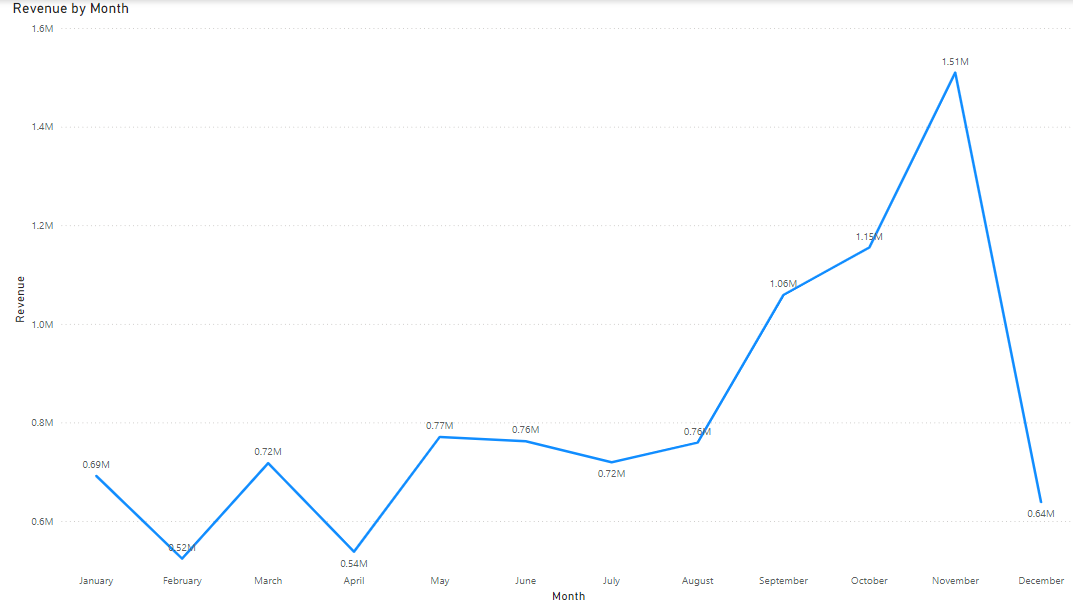 Revenue by Month
1.6M
1.51M
1.4M
1.2M
1.15M
1.06M
Revenue
1.0M
0.8M
0.77M
0.76M
0.76M
0.72M
0.69M
0.72M
0.6M
0.64M
0.52M
0.54M
January February March April May June July August September October November December
Month